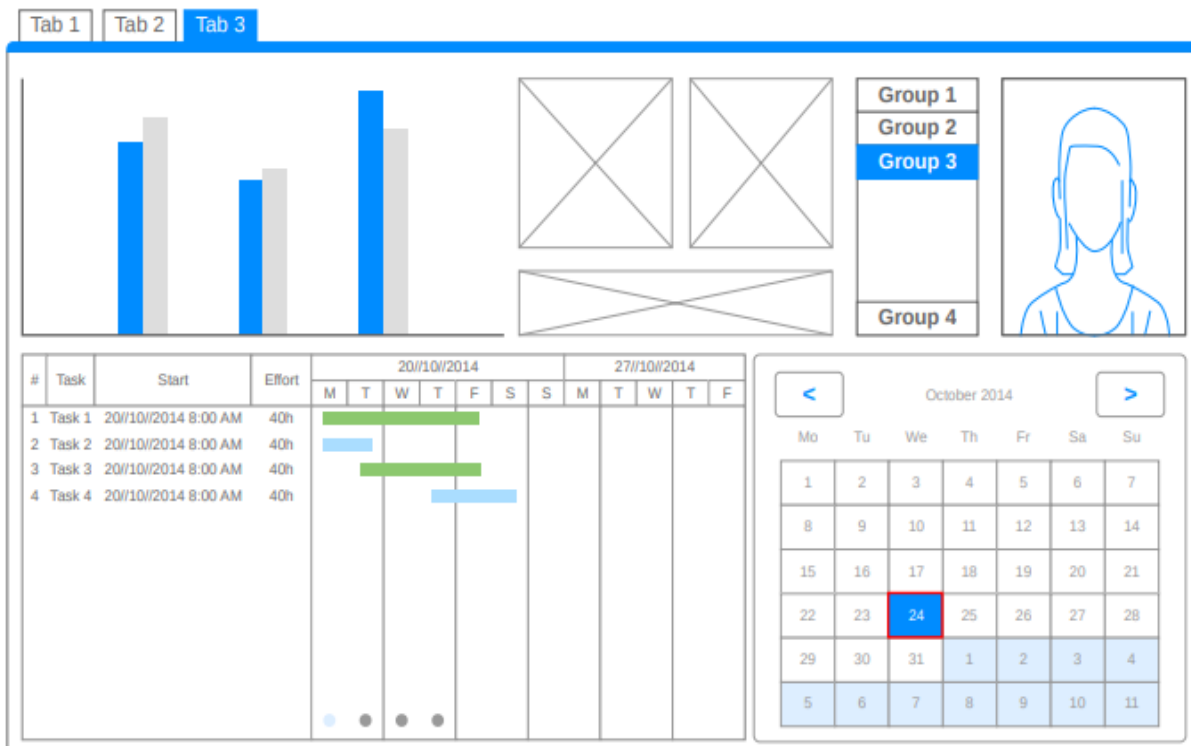 Tab 1 Tab 2 Tab 3
Group 1
Group 2
Group 3
Group 4
# Task Start Effort 20//10//2014 27//10//2014
M T W T F S S M T W T F
1 Task 1 20//10//2014 8:00 AM 40h
2 Task 2 20//10//2014 8:00 AM 40h
3 Task 3 20//10//2014 8:00 AM 40h
4 Task 4 20//10//2014 8:00 AM 40h
< October 2014 >
Mo Tu We Th Fr Sa Su
1 2 3 4 5 6 7
8 9 10 11 12 13 14
15 16 17 18 19 20 21
22 23 24 25 26 27 28
29 30 31 1 2 3 4
5 6 7 8 9 10 11